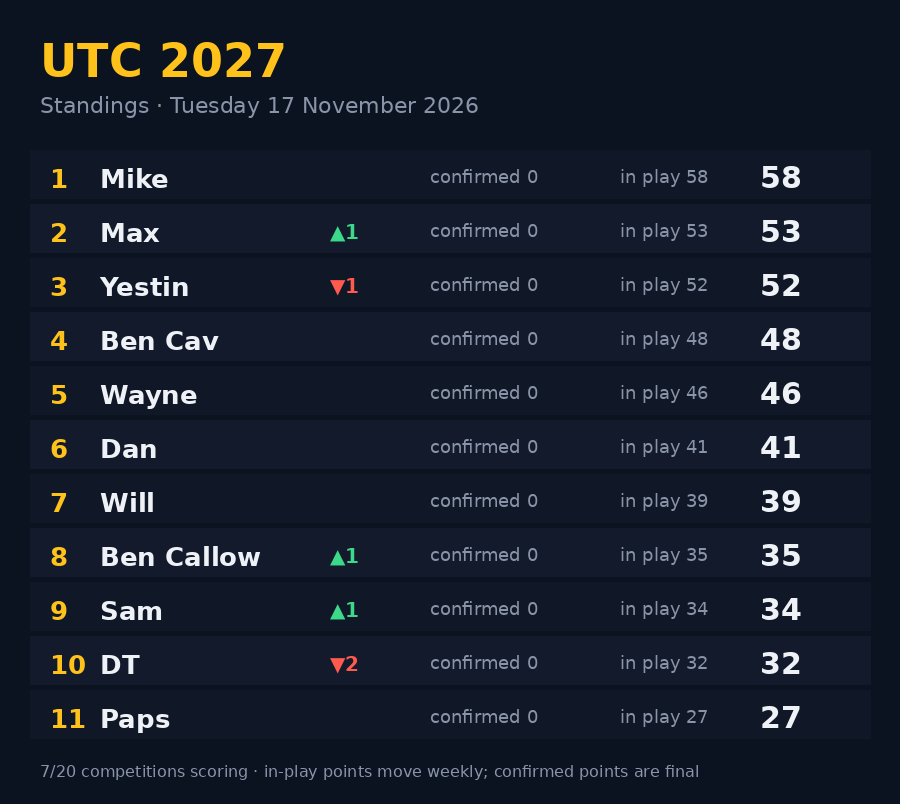 UTC 2027
Standings · Tuesday 17 November 2026
1 Mike confirmed 0 in play 58 58
2 Max ▲1 confirmed 0 in play 53 53
3 Yestin ▼1 confirmed 0 in play 52 52
4 Ben Cav confirmed 0 in play 48 48
5 Wayne confirmed 0 in play 46 46
6 Dan confirmed 0 in play 41 41
7 Will confirmed 0 in play 39 39
8 Ben Callow ▲1 confirmed 0 in play 35 35
9 Sam ▲1 confirmed 0 in play 34 34
10 DT ▼2 confirmed 0 in play 32 32
11 Paps confirmed 0 in play 27 27
7/20 competitions scoring · in-play points move weekly; confirmed points are final